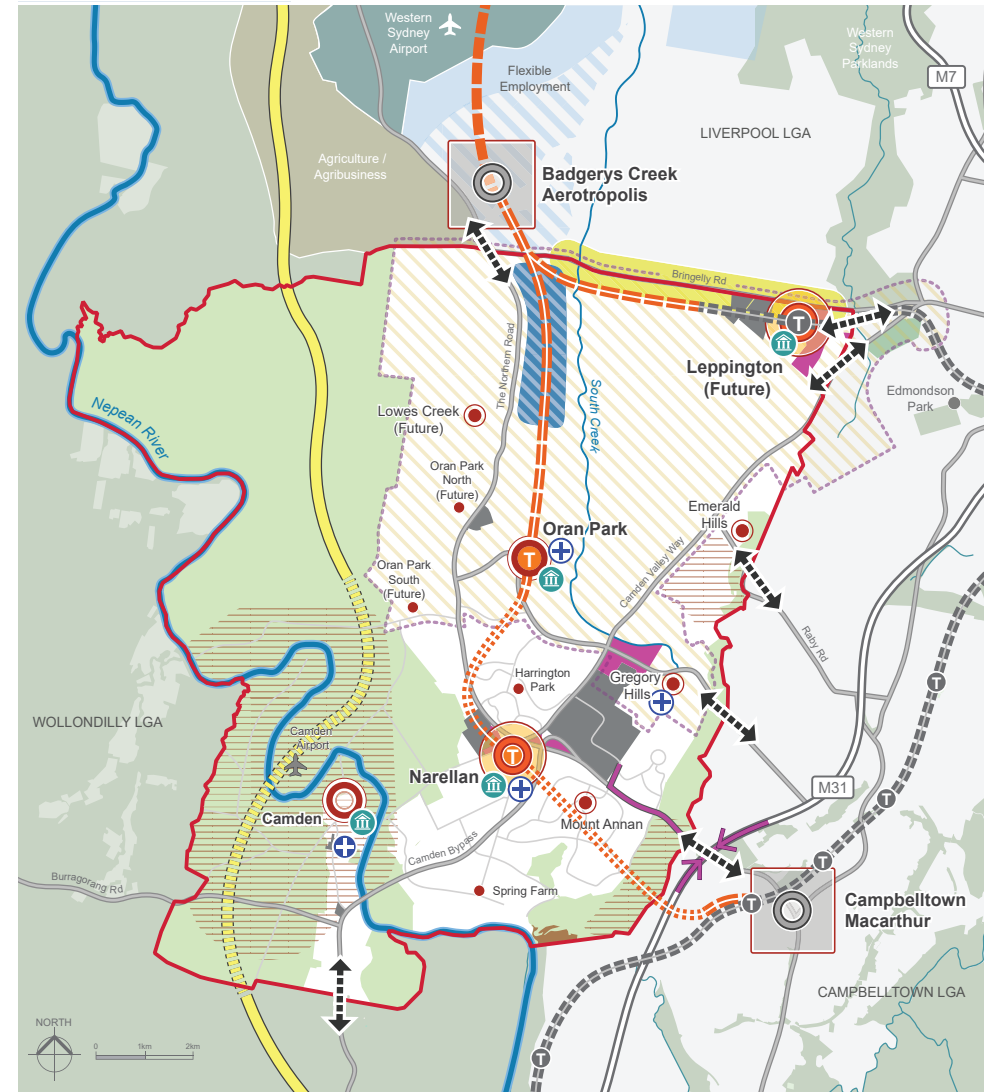 Western
Sydney
Airport
Western
Sydney
Parklands
M7
Flexible
Employment
LIVERPOOL LGA
Agriculture /
Agribusiness
Badgerys Creek
Aerotropolis
Bringelly Rd
T
Leppington
(Future)
The Northern Road
South Creek
Edmondson
Park
Nepean River
Lowes Creek
(Future)
Oran Park
North
(Future)
Emerald
Hills
Oran Park
T
Camden Valley Way
Oran Park
South
(Future)
Raby Rd
Harrington
Park
Gregory
Hills
T
WOLLONDILLY LGA
Camden
Airport
T
Narellan
M31
T
Camden
Mount Annan
Camden Bypass
T
Burragorang Rd
Spring Farm
T
Campbelltown
Macarthur
CAMPBELLTOWN LGA
NORTH
0 1km 2km
T